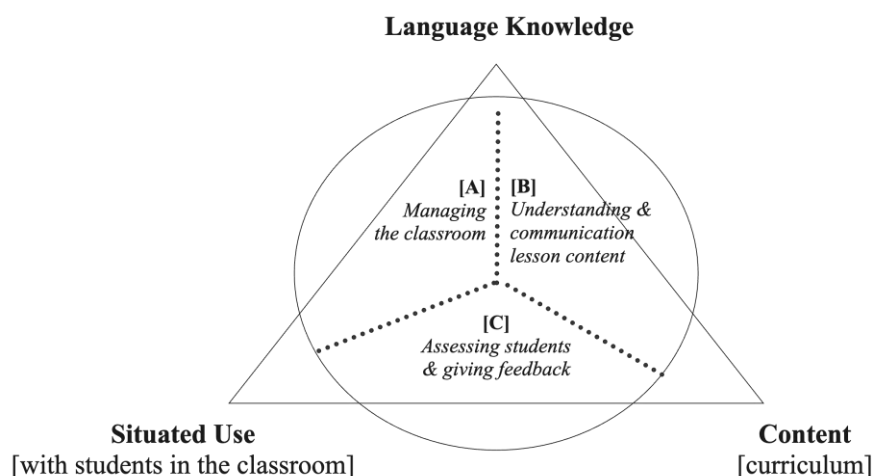 Language Knowledge
[A]
Managing
the classroom
[B]
Understanding &
communication
lesson content
[C]
Assessing students
& giving feedback
Situated Use
[with students in the classroom]
Content
[curriculum]